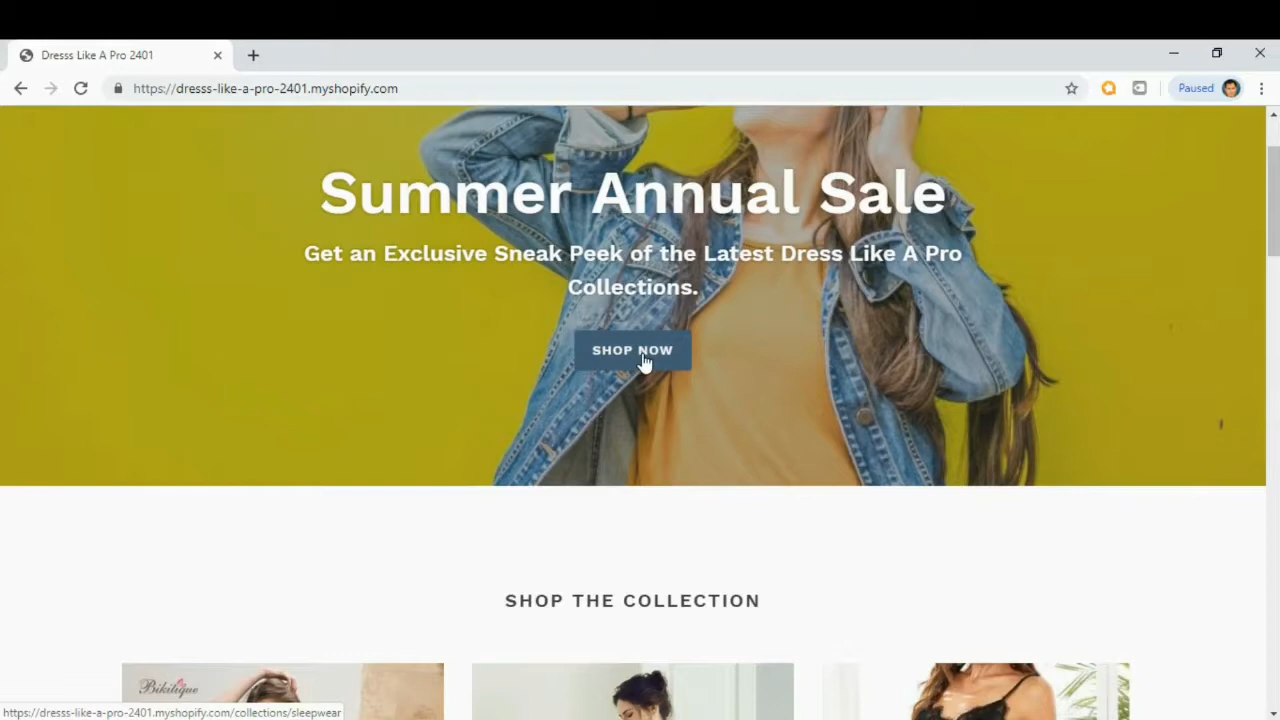 Dresss Like A Pro 2401
https://dresss-like-a-pro-2401.myshopify.com
Paused
Summer Annual Sale
Get an Exclusive Sneak Peek of the Latest Dress Like A Pro
Collections.
SHOP NOW
SHOP THE COLLECTION
Bikitique
https://dresss-like-a-pro-2401.myshopify.com/collections/sleepwear